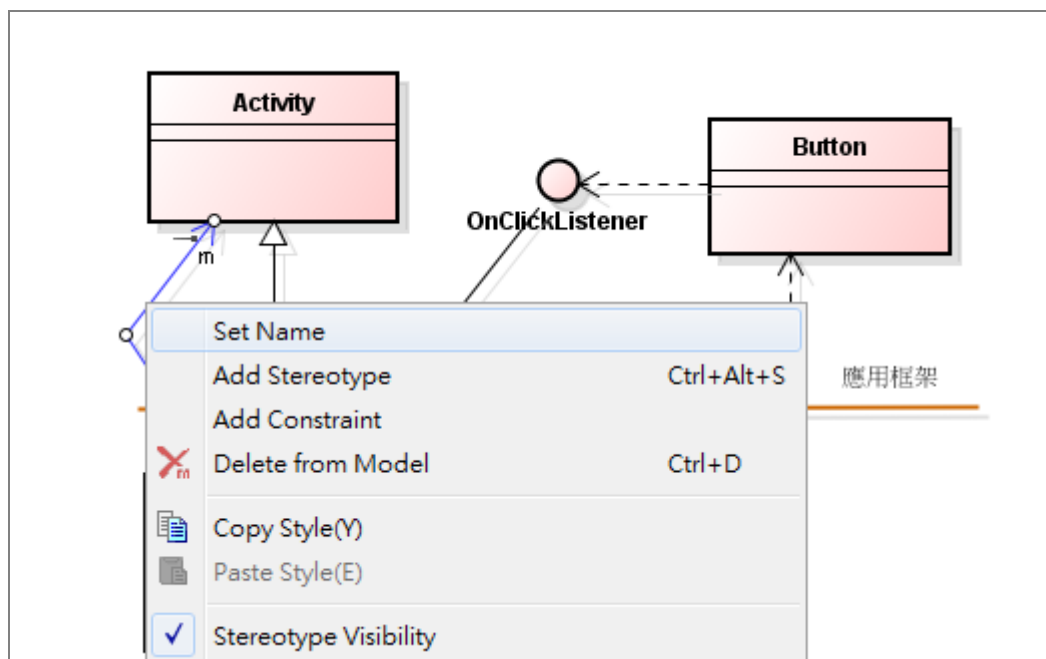 Activity
Button
OnClickListener
m
Set Name
Add Stereotype Ctrl+Alt+S
應用框架
Add Constraint
Delete from Model Ctrl+D
Copy Style(Y)
Paste Style(E)
Stereotype Visibility